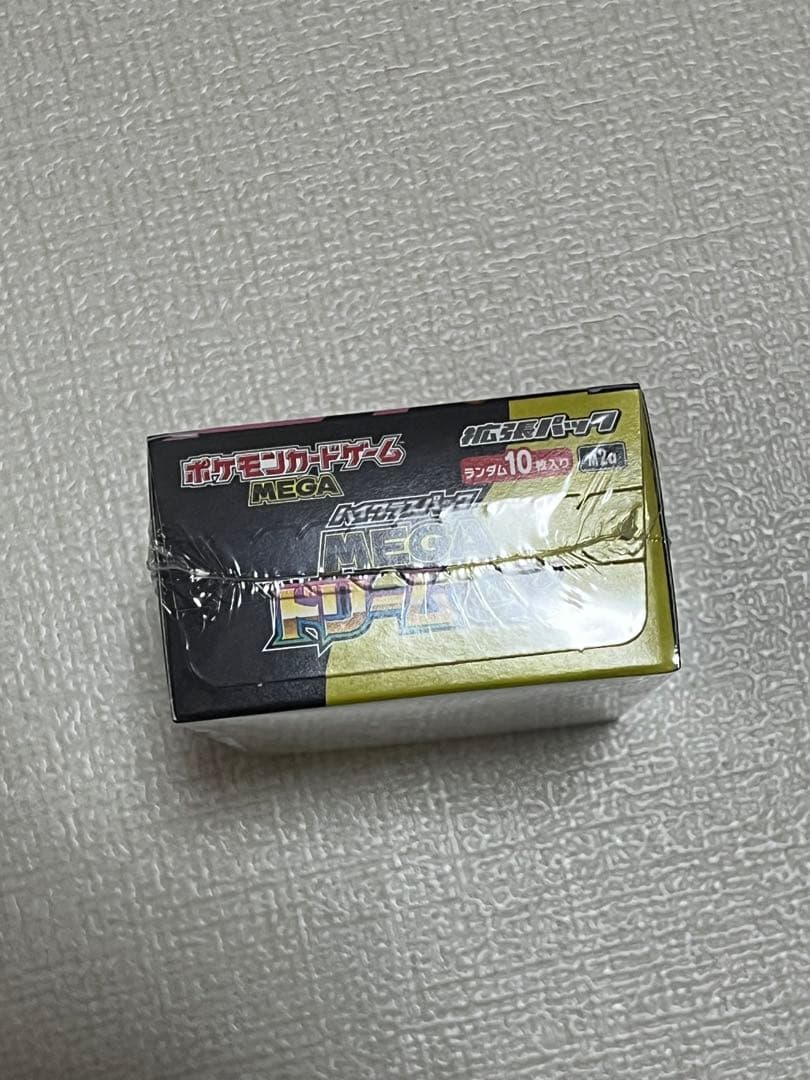 ポケモンカードゲーム
MEGA
拡張パック
ランダム10枚入り M2a
ハイクラスパック
MEGA
ドリームex